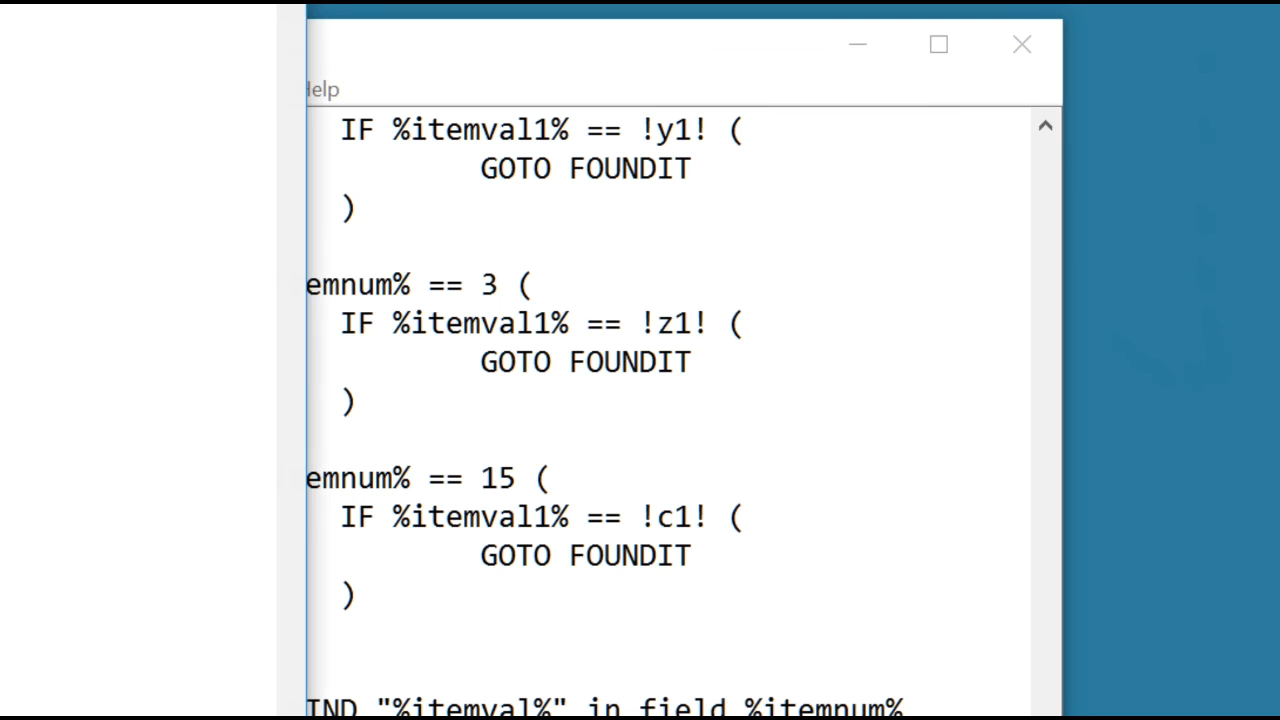 Help
IF %itemval1% == !y1! (
GOTO FOUNDIT
)
emnum% == 3 (
IF %itemval1% == !z1! (
GOTO FOUNDIT
)
emnum% == 15 (
IF %itemval1% == !c1! (
GOTO FOUNDIT
)
IND "%itemval%" in field %itemnum%